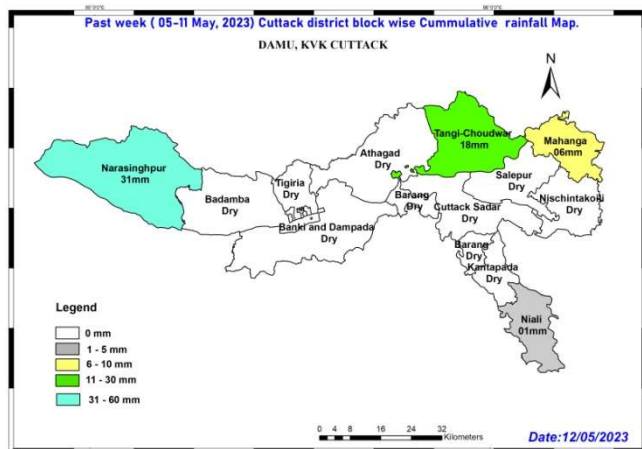 Past week ( 05-11 May, 2023) Cuttack district block wise Cummulative rainfall Map.
DAMU, KVK CUTTACK
N
Tangi-Choudwar
18mm
Mahanga
06mm
Narasinghpur
31mm
Athagad
Dry
Salepur
Dry
Tigiria
Dry
Badamba
Dry
Barang
Dry
Nischintakoili
Dry
Cuttack Sadar
Dry
Banki and Dampada
Dry
Barang
Dry
Kantapada
Dry
Niali
01mm
Legend
0 mm
1 - 5 mm
6 - 10 mm
11 - 30 mm
31 - 60 mm
0 4 8 16 24 32
Kilometers
Date:12/05/2023